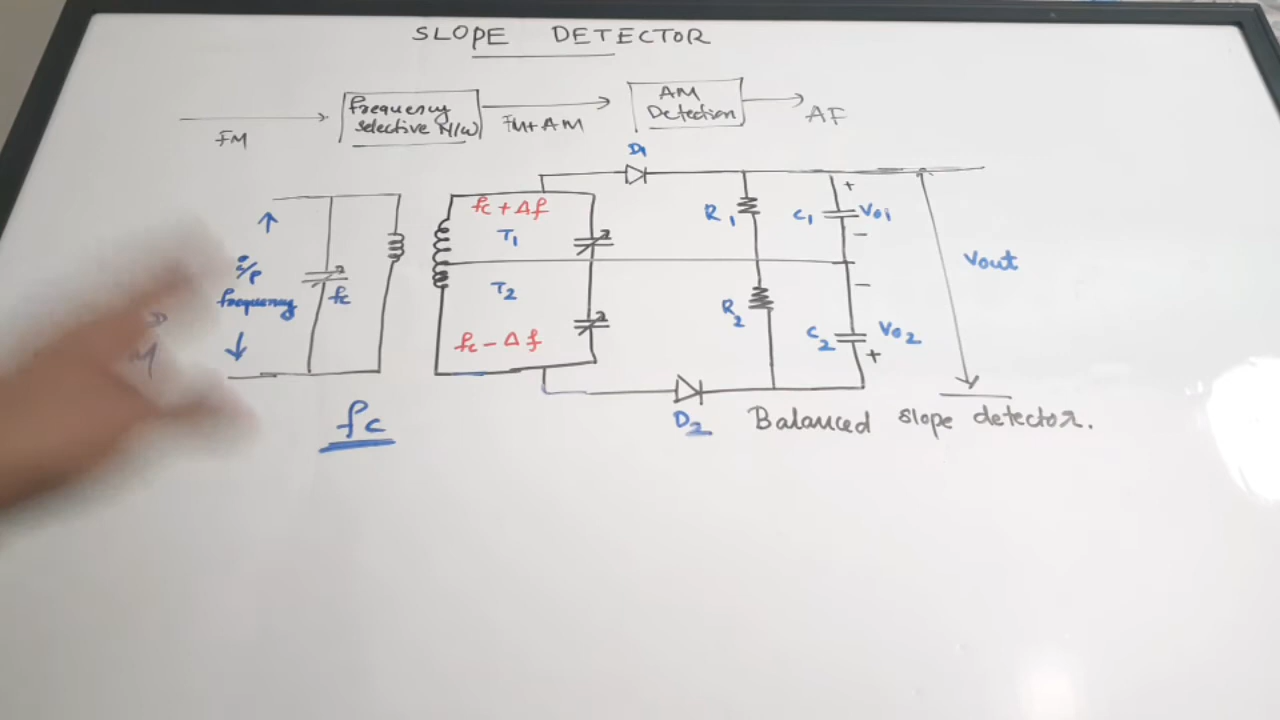 SLOPE DETECTOR
FM
frequency
selective N/W
FM+AM
AM
Detection
AF
D1
fc + Δf
T1
R1
C1
+
Vo1
−
i/p
frequency
fc
T2
fc − Δf
R2
−
C2
Vo2
+
Vout
D2
fc
Balanced slope detector.